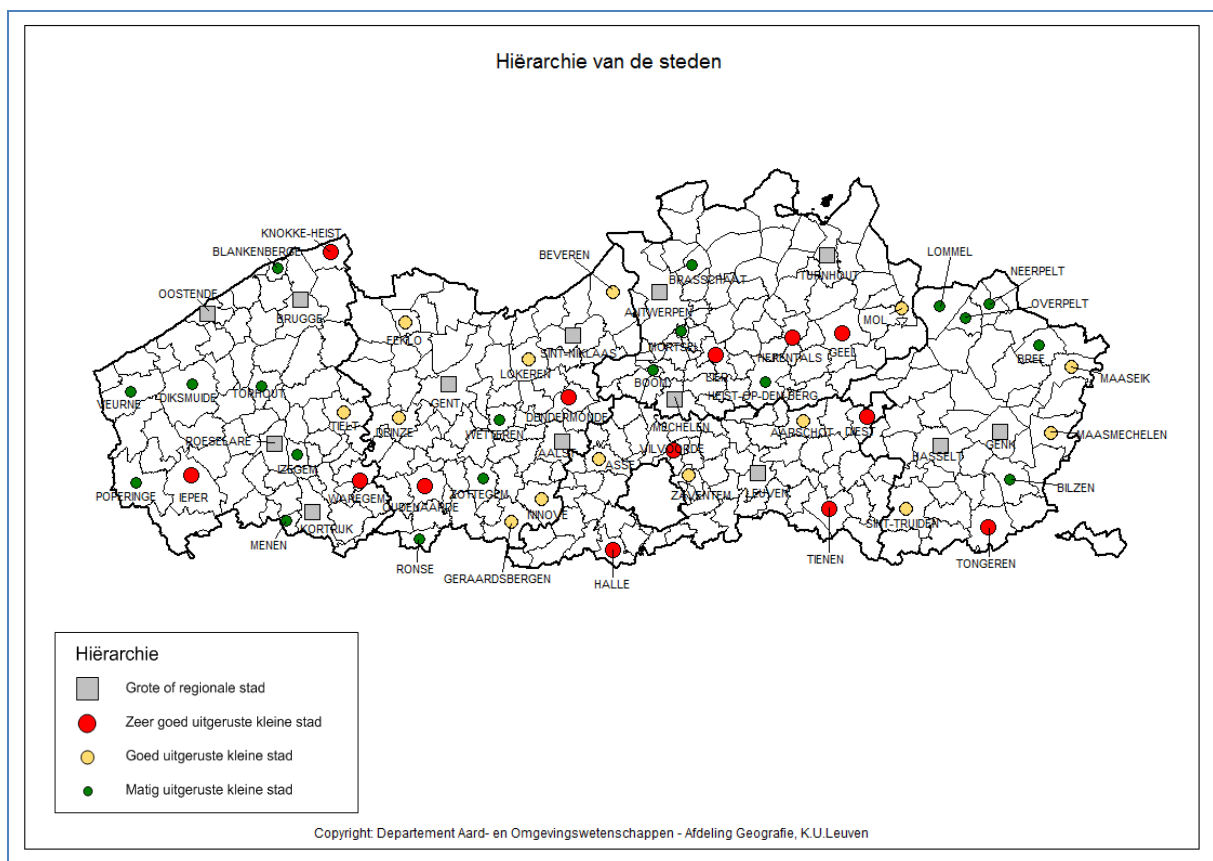 Hiërarchie van de steden
KNOKKE-HEIST
BLANKENBERGE
BEVEREN
LOMMEL
NEERPELT
OOSTENDE
BRASSCHAAT
TURNHOUT
OVERPELT
BRUGGE
ANTWERPEN
MOL
EEKLO
SINT-NIKLAAS
MORTSEL
HERENTALS
GEEL
BREE
LOKEREN
LIER
MAASEIK
BOOM
HEIST-OP-DEN-BERG
VEURNE
DIKSMUIDE
TORHOUT
GENT
DENDERMONDE
TIELT
DEINZE
WETTEREN
MECHELEN
AARSCHOT
DIEST
MAASMECHELEN
ROESELARE
AALST
VILVOORDE
GENK
HASSELT
IZEGEM
ASSE
POPERINGE
IEPER
WAREGEM
OUDENAARDE
ZOTTEGEM
ZAVENTEM
LEUVEN
BILZEN
NINOVE
KORTRIJK
SINT-TRUIDEN
MENEN
RONSE
GERAARDSBERGEN
HALLE
TIENEN
TONGEREN
Hiërarchie
Grote of regionale stad
Zeer goed uitgeruste kleine stad
Goed uitgeruste kleine stad
Matig uitgeruste kleine stad
Copyright: Departement Aard- en Omgevingswetenschappen - Afdeling Geografie, K.U.Leuven